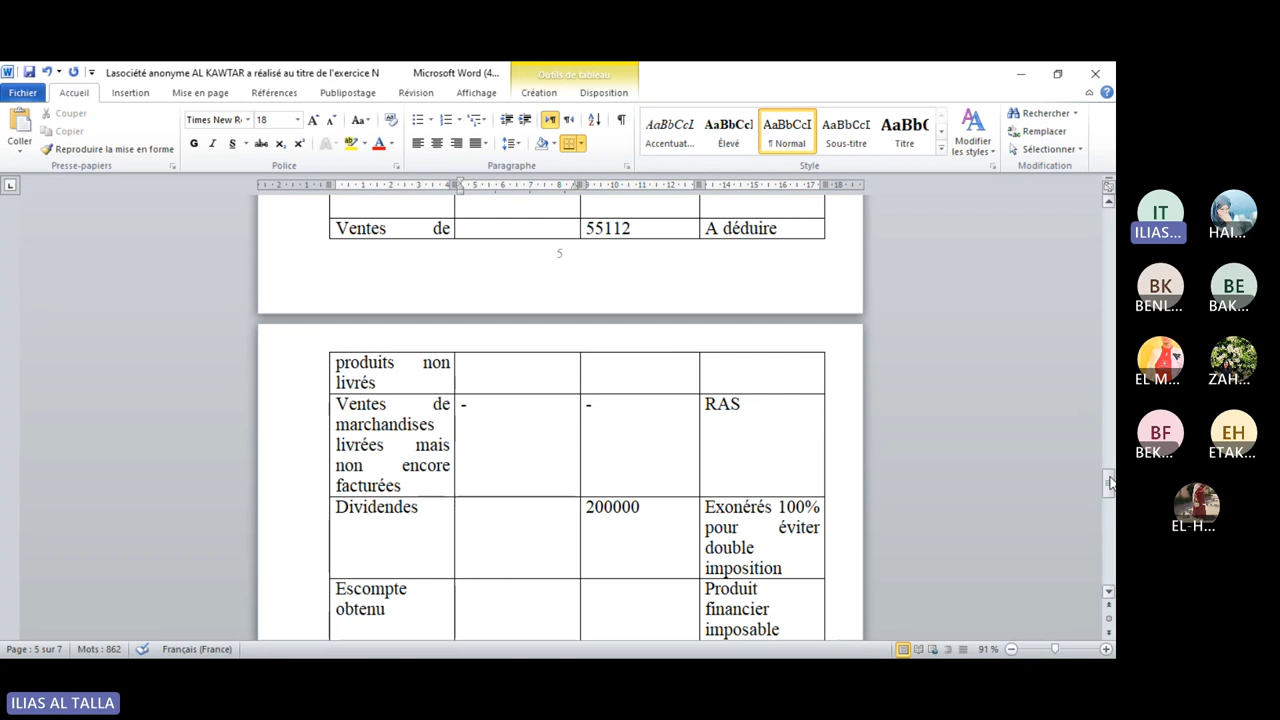 Lasociété anonyme AL KAWTAR a réalisé au titre de l'exercice N
Microsoft Word (4...
Outils de tableau
Fichier
Accueil
Insertion
Mise en page
Références
Publipostage
Révision
Affichage
Création
Disposition
Coller
Couper
Copier
Reproduire la mise en forme
Presse-papiers
Times New R
18
Police
Paragraphe
AaBbCcL
Accentuat...
AaBbCc
Élevé
AaBbCcI
¶ Normal
AaBbCcI
Sous-titre
AaBb(
Titre
Style
Modifier
les styles
Rechercher
Remplacer
Sélectionner
Modification
Ventes de
55112
A déduire
5
produits non
livrés
Ventes de
marchandises
livrées mais
non encore
facturées
-
-
RAS
Dividendes
200000
Exonérés 100%
pour éviter
double
imposition
Escompte
obtenu
Produit
financier
imposable
Page : 5 sur 7
Mots : 862
Français (France)
91 %
IT
ILIAS...
HAI...
BK
BENL...
BE
BAK...
EL M...
ZAH...
BF
BEK...
EH
ETAK...
EL-H...
ILIAS AL TALLA